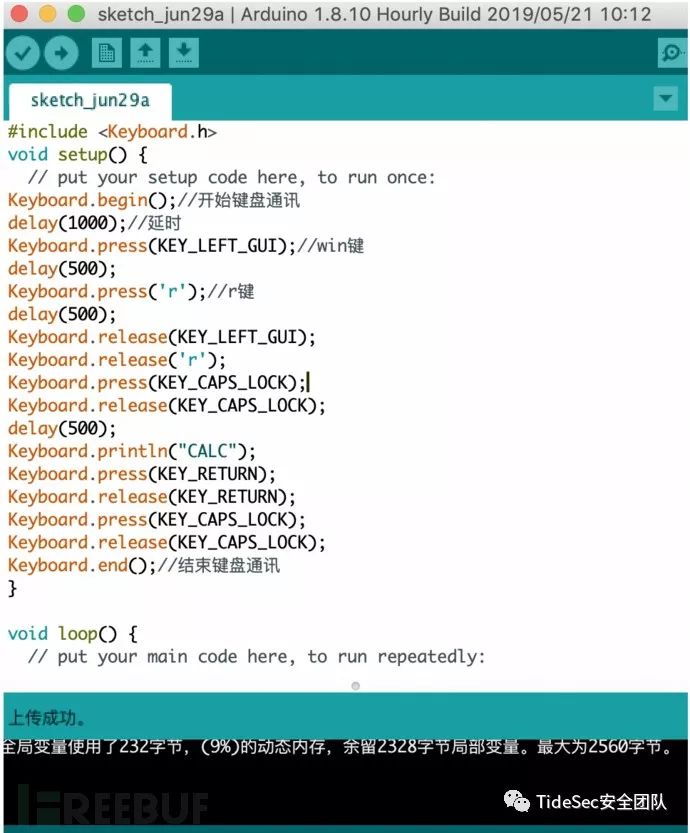 sketch_jun29a | Arduino 1.8.10 Hourly Build 2019/05/21 10:12
sketch_jun29a
#include <Keyboard.h>
void setup() {
  // put your setup code here, to run once:
Keyboard.begin();//开始键盘通讯
delay(1000);//延时
Keyboard.press(KEY_LEFT_GUI);//win键
delay(500);
Keyboard.press('r');//r键
delay(500);
Keyboard.release(KEY_LEFT_GUI);
Keyboard.release('r');
Keyboard.press(KEY_CAPS_LOCK);
Keyboard.release(KEY_CAPS_LOCK);
delay(500);
Keyboard.println("CALC");
Keyboard.press(KEY_RETURN);
Keyboard.release(KEY_RETURN);
Keyboard.press(KEY_CAPS_LOCK);
Keyboard.release(KEY_CAPS_LOCK);
Keyboard.end();//结束键盘通讯
}
void loop() {
  // put your main code here, to run repeatedly:
上传成功。
全局变量使用了232字节，(9%)的动态内存，余留2328字节局部变量。最大为2560字节。
FREEBUF
TideSec安全团队